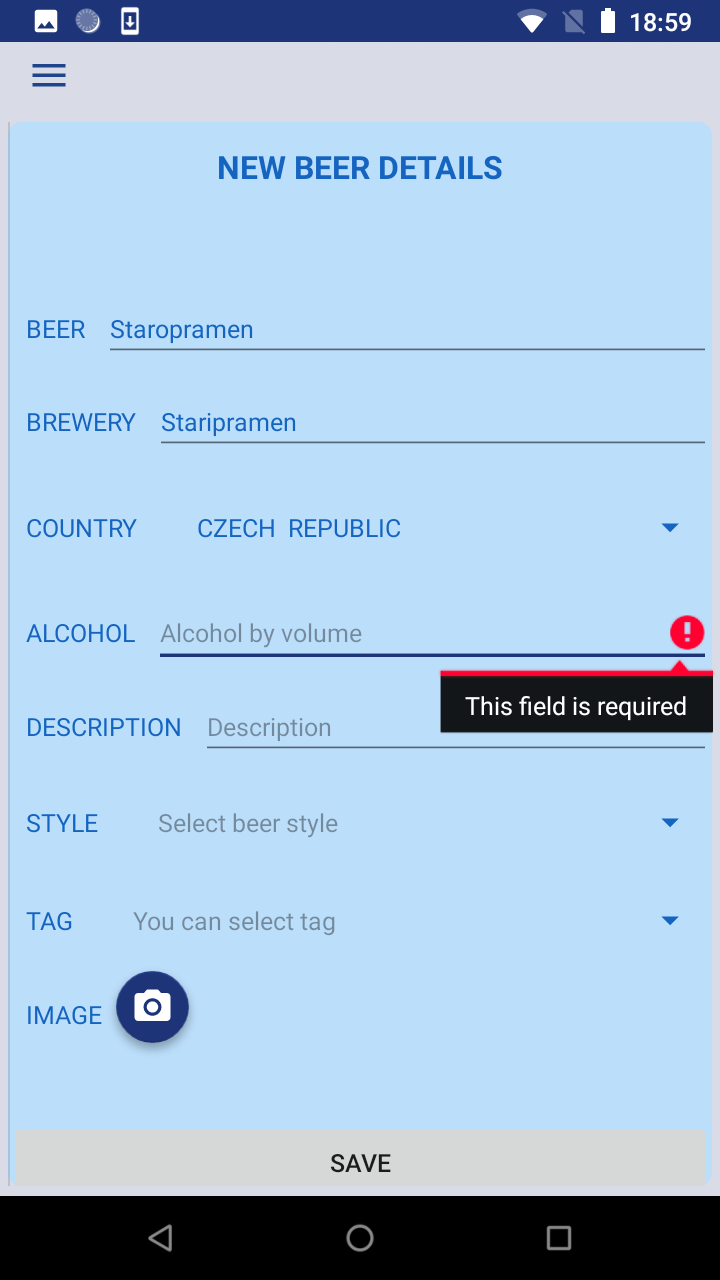 18:59
NEW BEER DETAILS
BEER Staropramen
BREWERY Staripramen
COUNTRY CZECH REPUBLIC
ALCOHOL Alcohol by volume
This field is required
DESCRIPTION Description
STYLE Select beer style
TAG You can select tag
IMAGE
SAVE